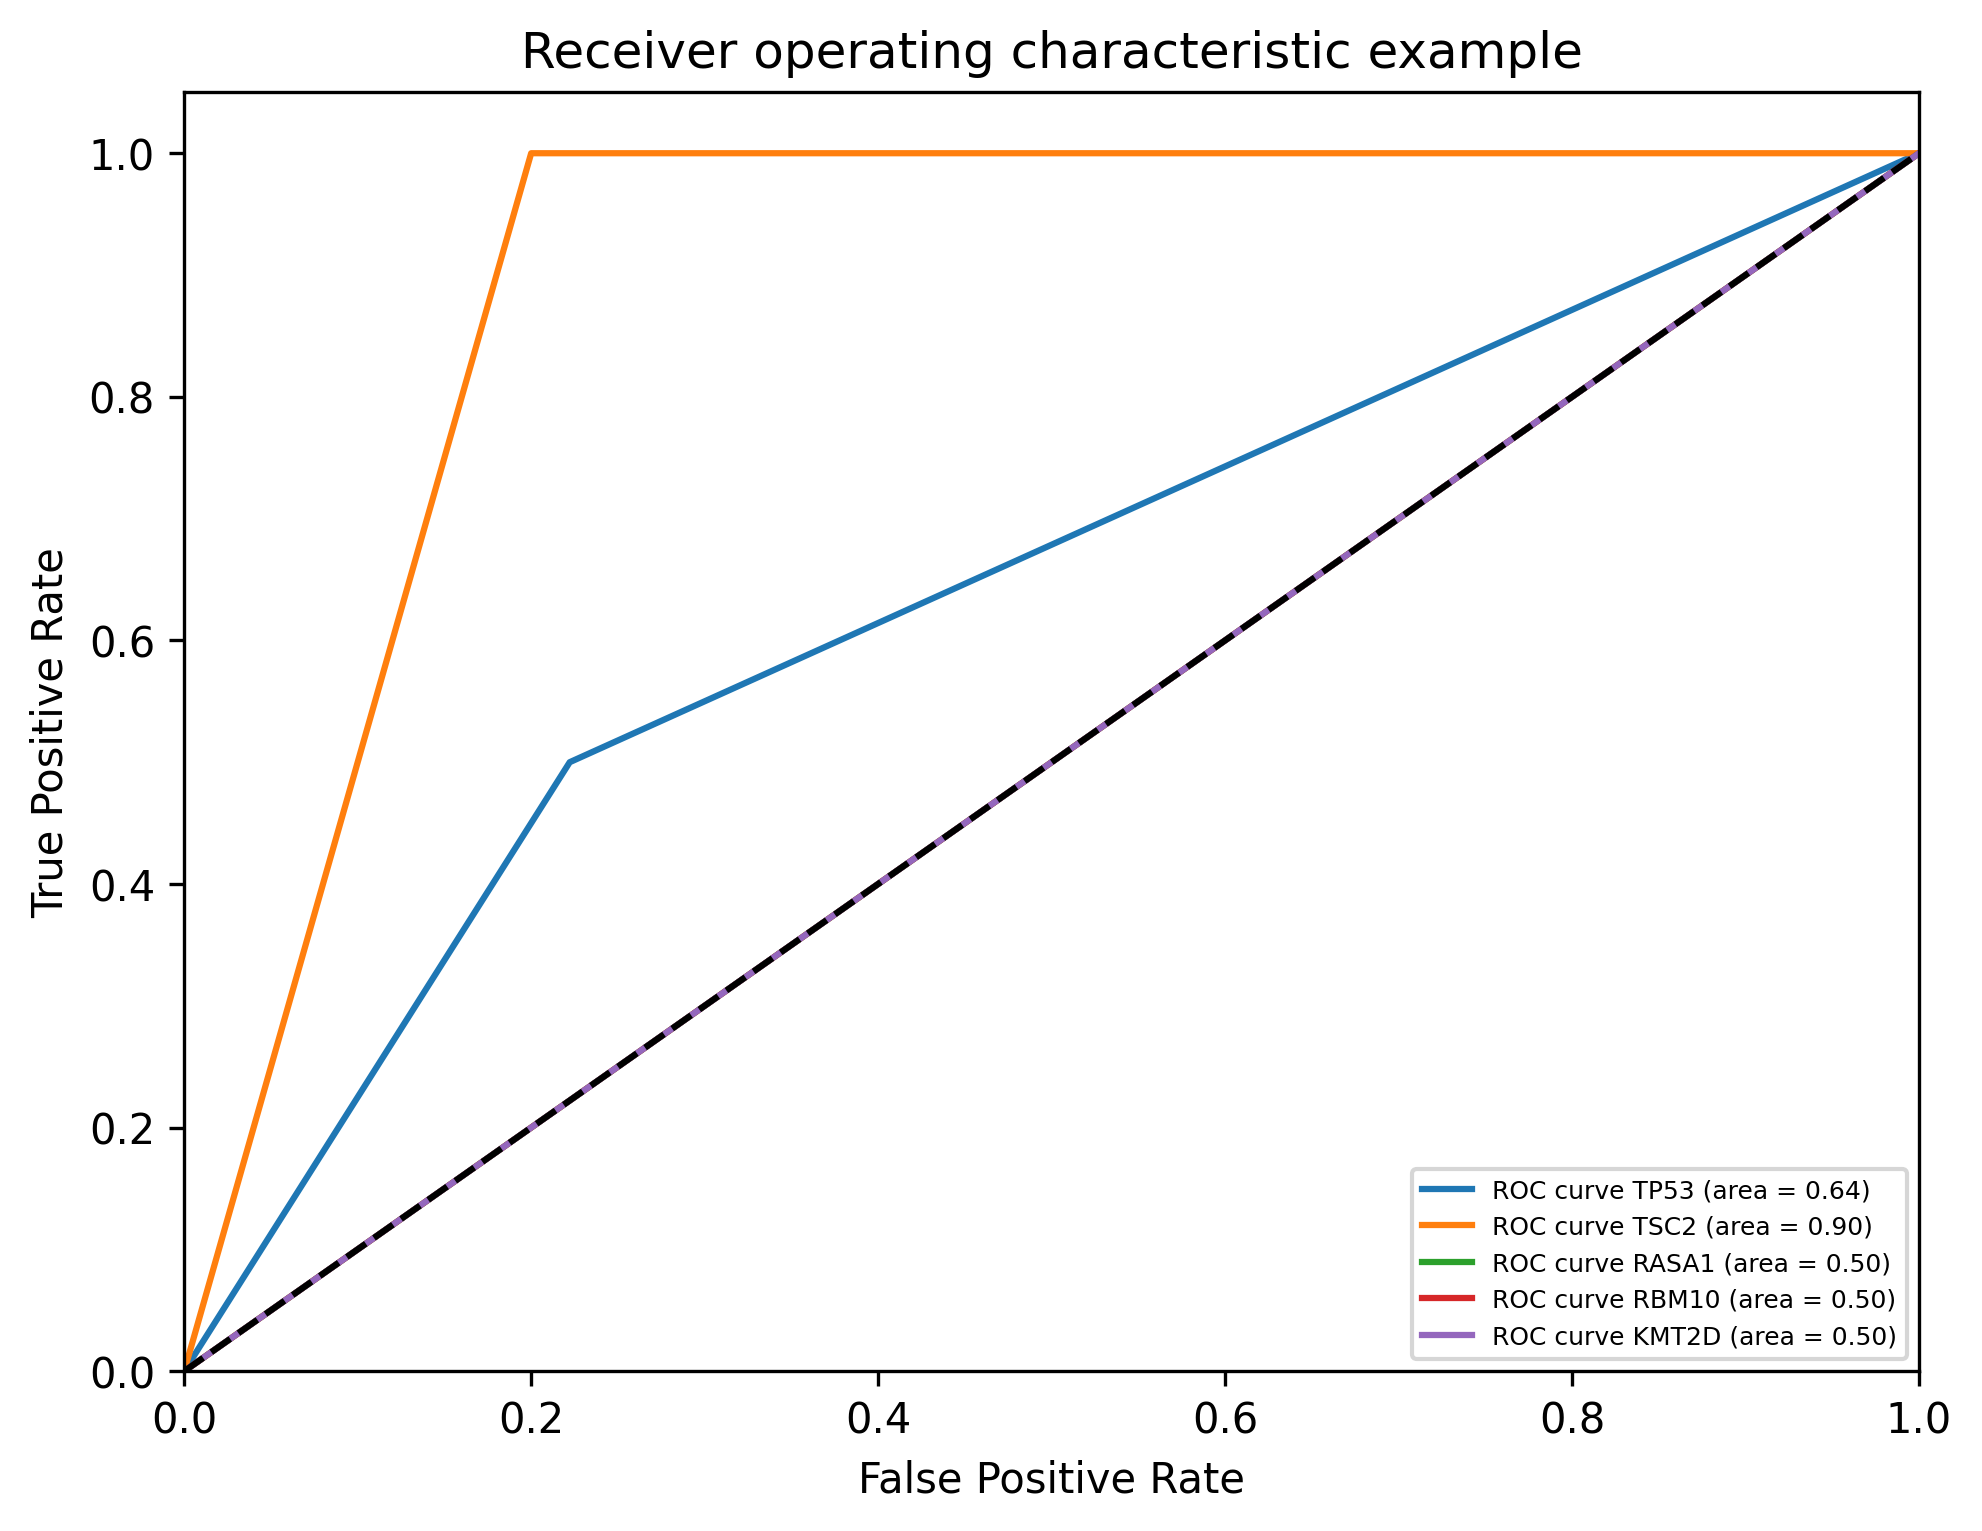 Receiver operating characteristic example
True Positive Rate
1.0
0.8
0.6
0.4
0.2
0.0
ROC curve TP53 (area = 0.64)
ROC curve TSC2 (area = 0.90)
ROC curve RASA1 (area = 0.50)
ROC curve RBM10 (area = 0.50)
ROC curve KMT2D (area = 0.50)
0.0 0.2 0.4 0.6 0.8 1.0
False Positive Rate